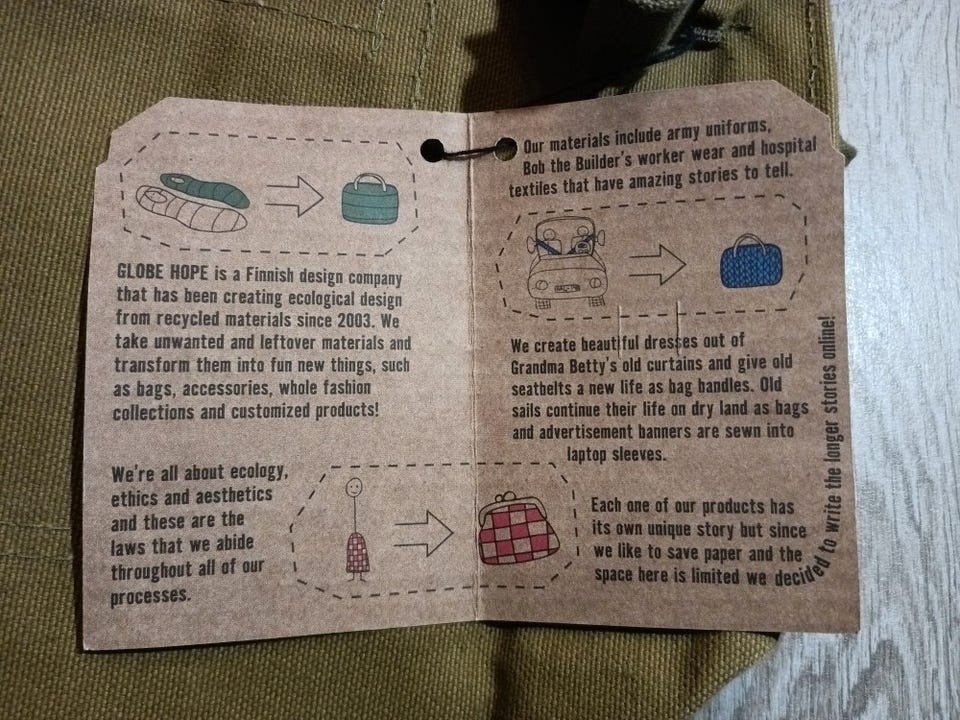 GLOBE HOPE is a Finnish design company
that has been creating ecological design
from recycled materials since 2003. We
take unwanted and leftover materials and
transform them into fun new things, such
as bags, accessories, whole fashion
collections and customized products!
We're all about ecology,
ethics and aesthetics
and these are the
laws that we abide
throughout all of our
processes.
Our materials include army uniforms,
Bob the Builder's worker wear and hospital
textiles that have amazing stories to tell.
We create beautiful dresses out of
Grandma Betty's old curtains and give old
seatbelts a new life as bag handles. Old
sails continue their life on dry land as bags
and advertisement banners are sewn into
laptop sleeves.
Each one of our products has
its own unique story but since
we like to save paper and the
space here is limited we decided to write the longer stories online!